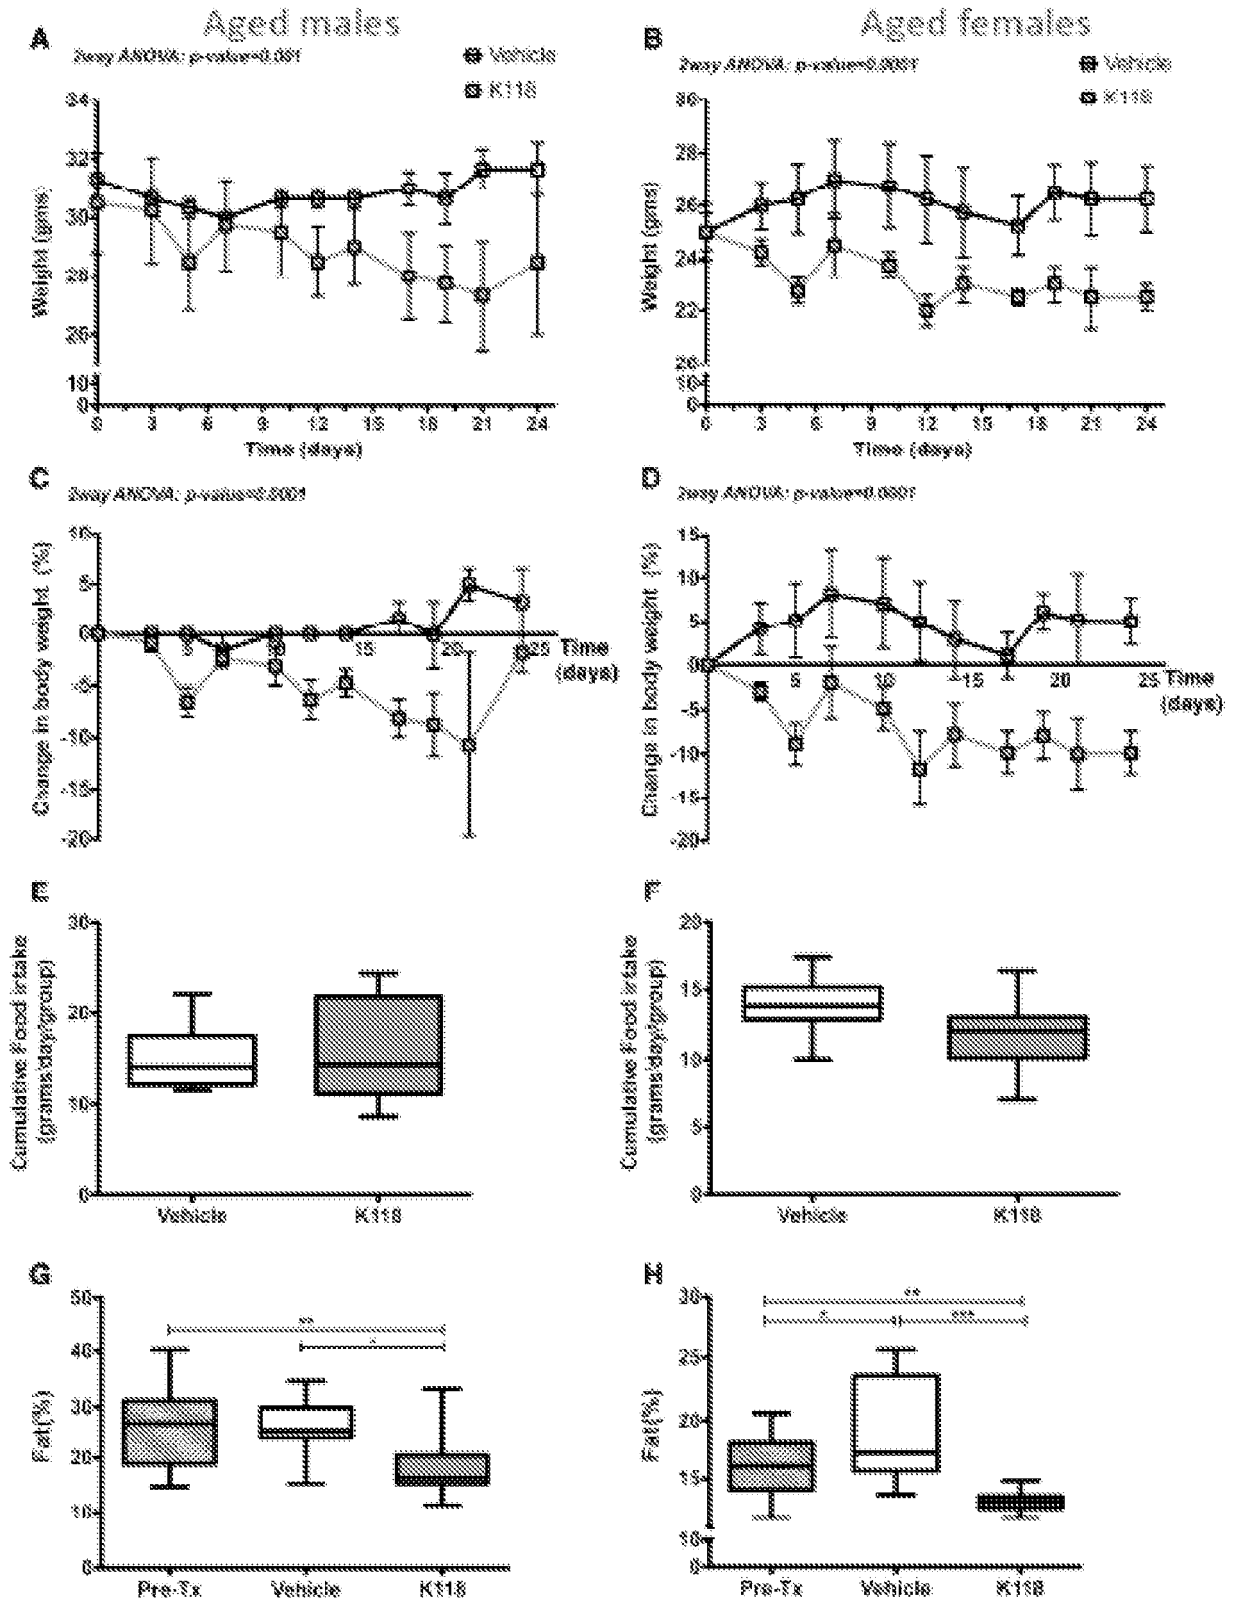 Aged males
Aged females
A
2way ANOVA: p-value=0.001
Vehicle
K118
Weight (gms)
34
32
30
28
26
10
0
0 3 6 9 12 15 18 21 24
Time (days)
B
2way ANOVA: p-value=0.0001
Vehicle
K118
Weight (gms)
28
26
24
22
20
10
0
0 3 6 9 12 15 18 21 24
Time (days)
C
2way ANOVA: p-value=0.0001
Change in body weight (%)
10
5
0
-5
-10
-15
-20
15 20 25
Time
(days)
D
2way ANOVA: p-value=0.0001
Change in body weight (%)
15
10
5
0
-5
-10
-15
-20
5 10 15 20 25
Time
(days)
E
Cumulative Food intake
(grams/day/group)
30
20
10
0
Vehicle K118
F
Cumulative Food intake
(grams/day/group)
20
15
10
5
0
Vehicle K118
G
Fat(%)
50
40
30
20
10
0
**
*
Pre-Tx Vehicle K118
H
Fat(%)
30
25
20
15
10
0
**
* ***
Pre-Tx Vehicle K118